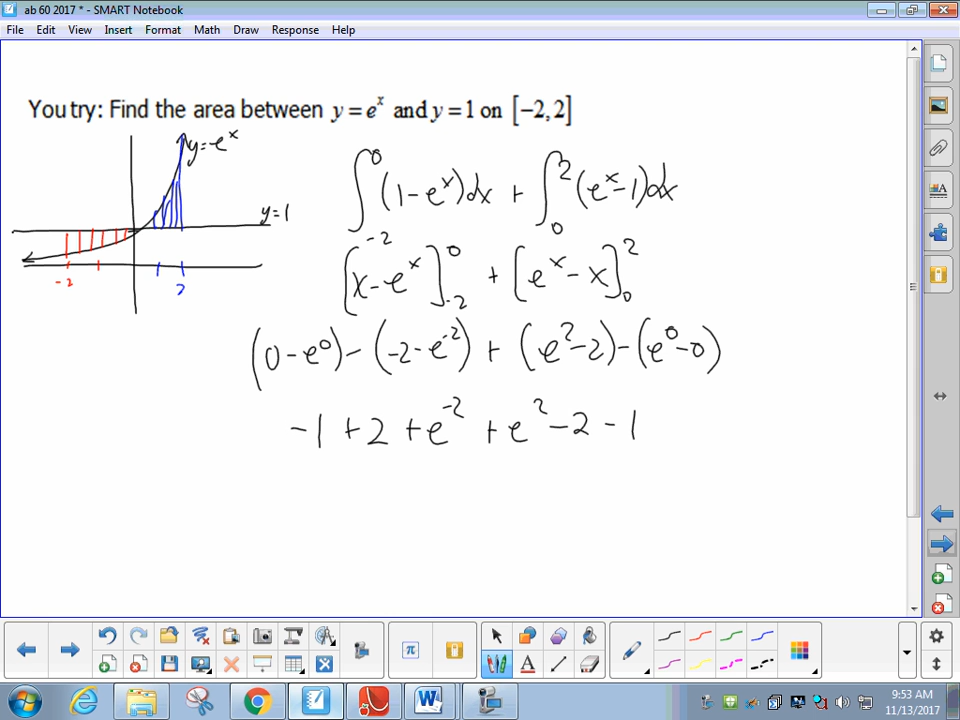 ab 60 2017 * - SMART Notebook
File Edit View Insert Format Math Draw Response Help
You try: Find the area between y = e^x and y = 1 on [−2, 2]
y=e^x
y=1
-2
2
∫_{-2}^{0} (1-e^x)dx + ∫_{0}^{2} (e^x-1)dx
[x-e^x]_{-2}^{0} + [e^x-x]_{0}^{2}
(0-e^0)-(-2-e^{-2}) + (e^2-2)-(e^0-0)
-1+2+e^{-2}+e^2-2-1
π
A
W
9:53 AM
11/13/2017